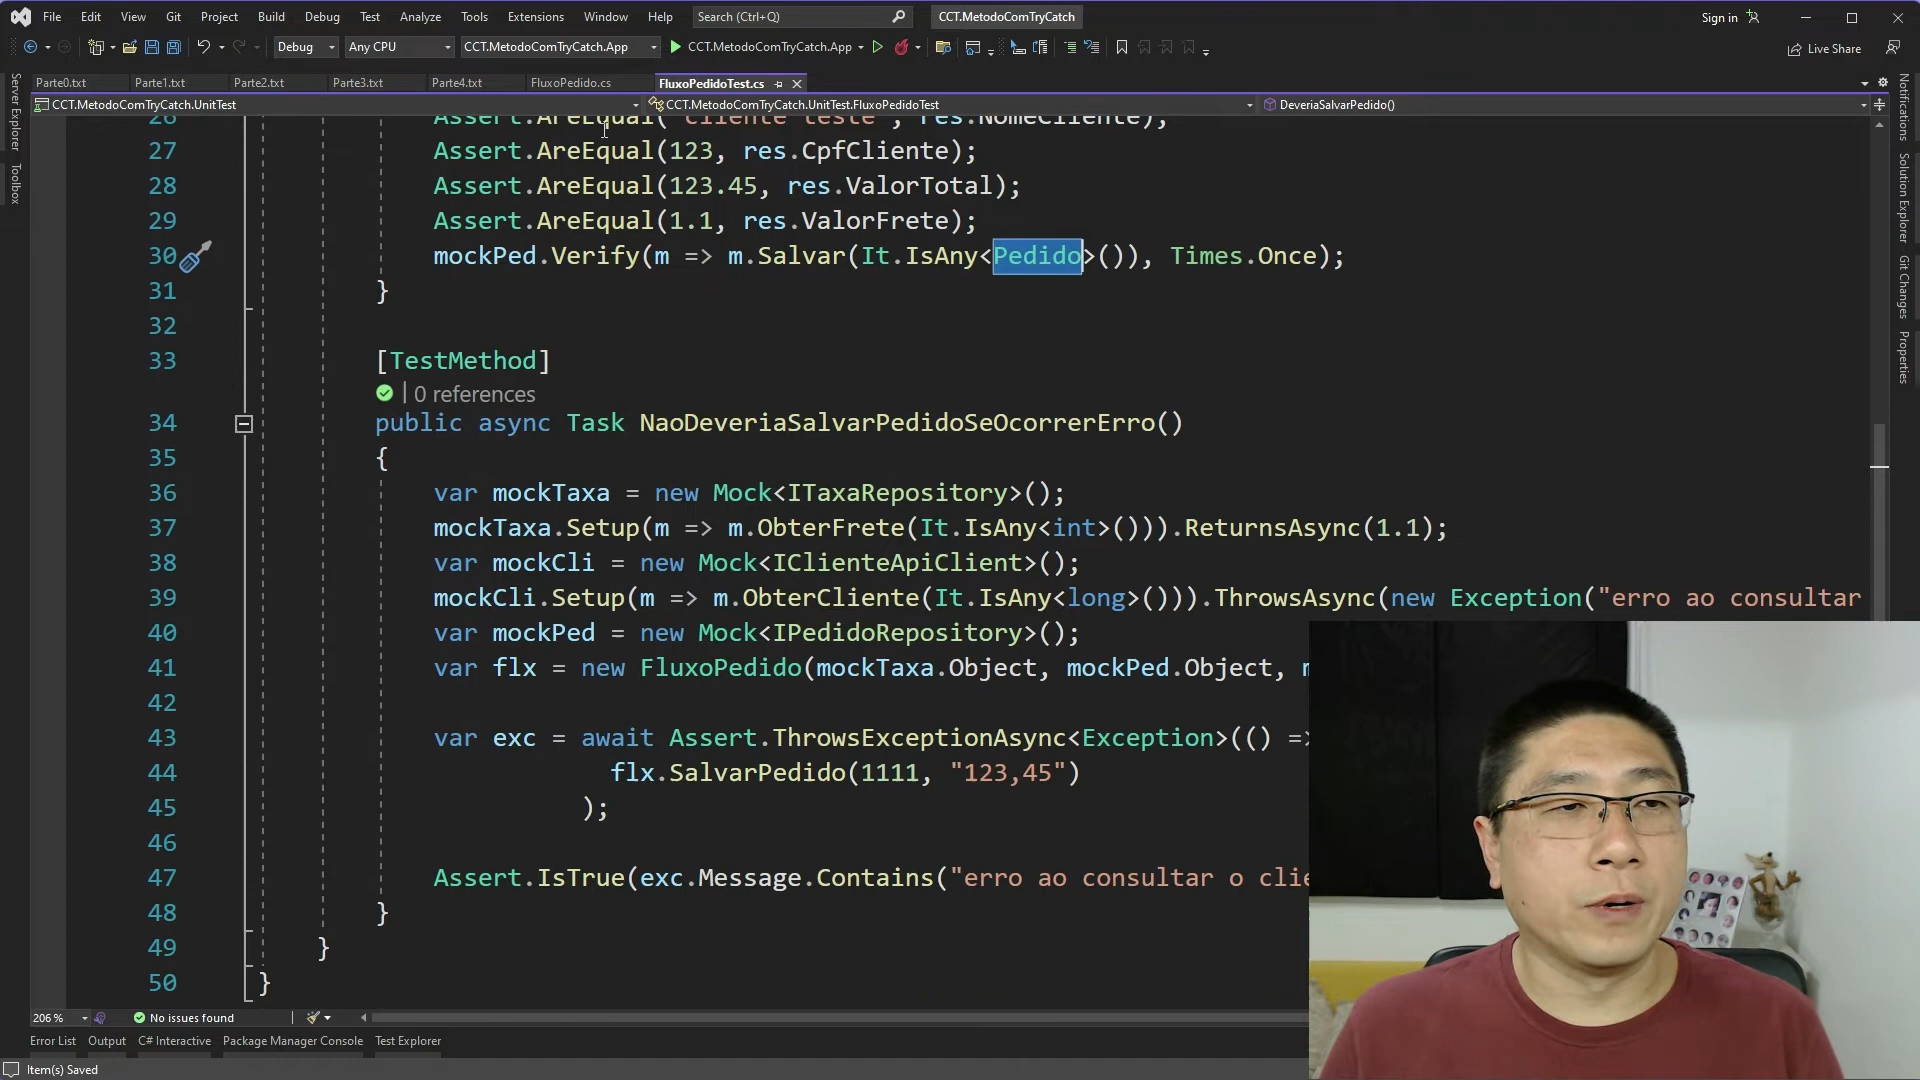 File Edit View Git Project Build Debug Test Analyze Tools Extensions Window Help Search (Ctrl+Q) CCT.MetodoComTryCatch Sign in
Debug Any CPU CCT.MetodoComTryCatch.App CCT.MetodoComTryCatch.App Live Share
Parte0.txt Parte1.txt Parte2.txt Parte3.txt Parte4.txt FluxoPedido.cs FluxoPedidoTest.cs
CCT.MetodoComTryCatch.UnitTest CCT.MetodoComTryCatch.UnitTest.FluxoPedidoTest DeveriaSalvarPedido()
Server Explorer
Toolbox
Notifications
Solution Explorer
Git Changes
Properties
26 Assert.AreEqual("cliente teste", res.NomeCliente);
27 Assert.AreEqual(123, res.CpfCliente);
28 Assert.AreEqual(123.45, res.ValorTotal);
29 Assert.AreEqual(1.1, res.ValorFrete);
30 mockPed.Verify(m => m.Salvar(It.IsAny<Pedido>()), Times.Once);
31 }
32
33 [TestMethod]
0 references
34 public async Task NaoDeveriaSalvarPedidoSeOcorrerErro()
35 {
36 var mockTaxa = new Mock<ITaxaRepository>();
37 mockTaxa.Setup(m => m.ObterFrete(It.IsAny<int>())).ReturnsAsync(1.1);
38 var mockCli = new Mock<IClienteApiClient>();
39 mockCli.Setup(m => m.ObterCliente(It.IsAny<long>())).ThrowsAsync(new Exception("erro ao consultar
40 var mockPed = new Mock<IPedidoRepository>();
41 var flx = new FluxoPedido(mockTaxa.Object, mockPed.Object, m
42
43 var exc = await Assert.ThrowsExceptionAsync<Exception>(() =>
44 flx.SalvarPedido(1111, "123,45")
45 );
46
47 Assert.IsTrue(exc.Message.Contains("erro ao consultar o clie
48 }
49 }
50 }
206 % No issues found
Error List Output C# Interactive Package Manager Console Test Explorer
Item(s) Saved